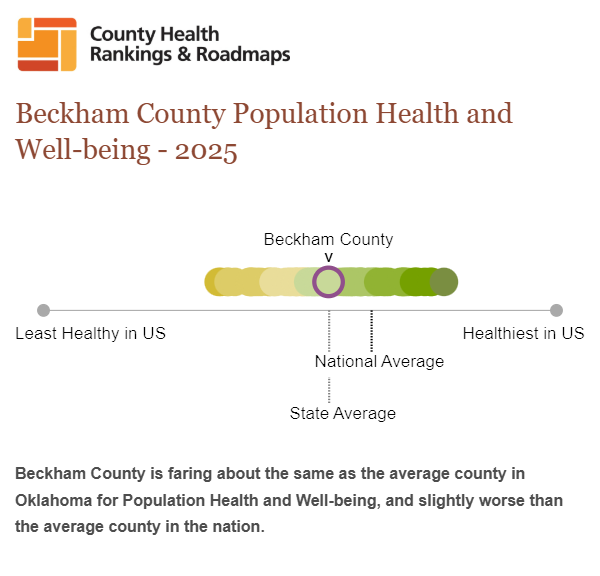 County Health
Rankings & Roadmaps
Beckham County Population Health and
Well-being - 2025
Beckham County
v
Least Healthy in US
Healthiest in US
National Average
State Average
Beckham County is faring about the same as the average county in
Oklahoma for Population Health and Well-being, and slightly worse than
the average county in the nation.